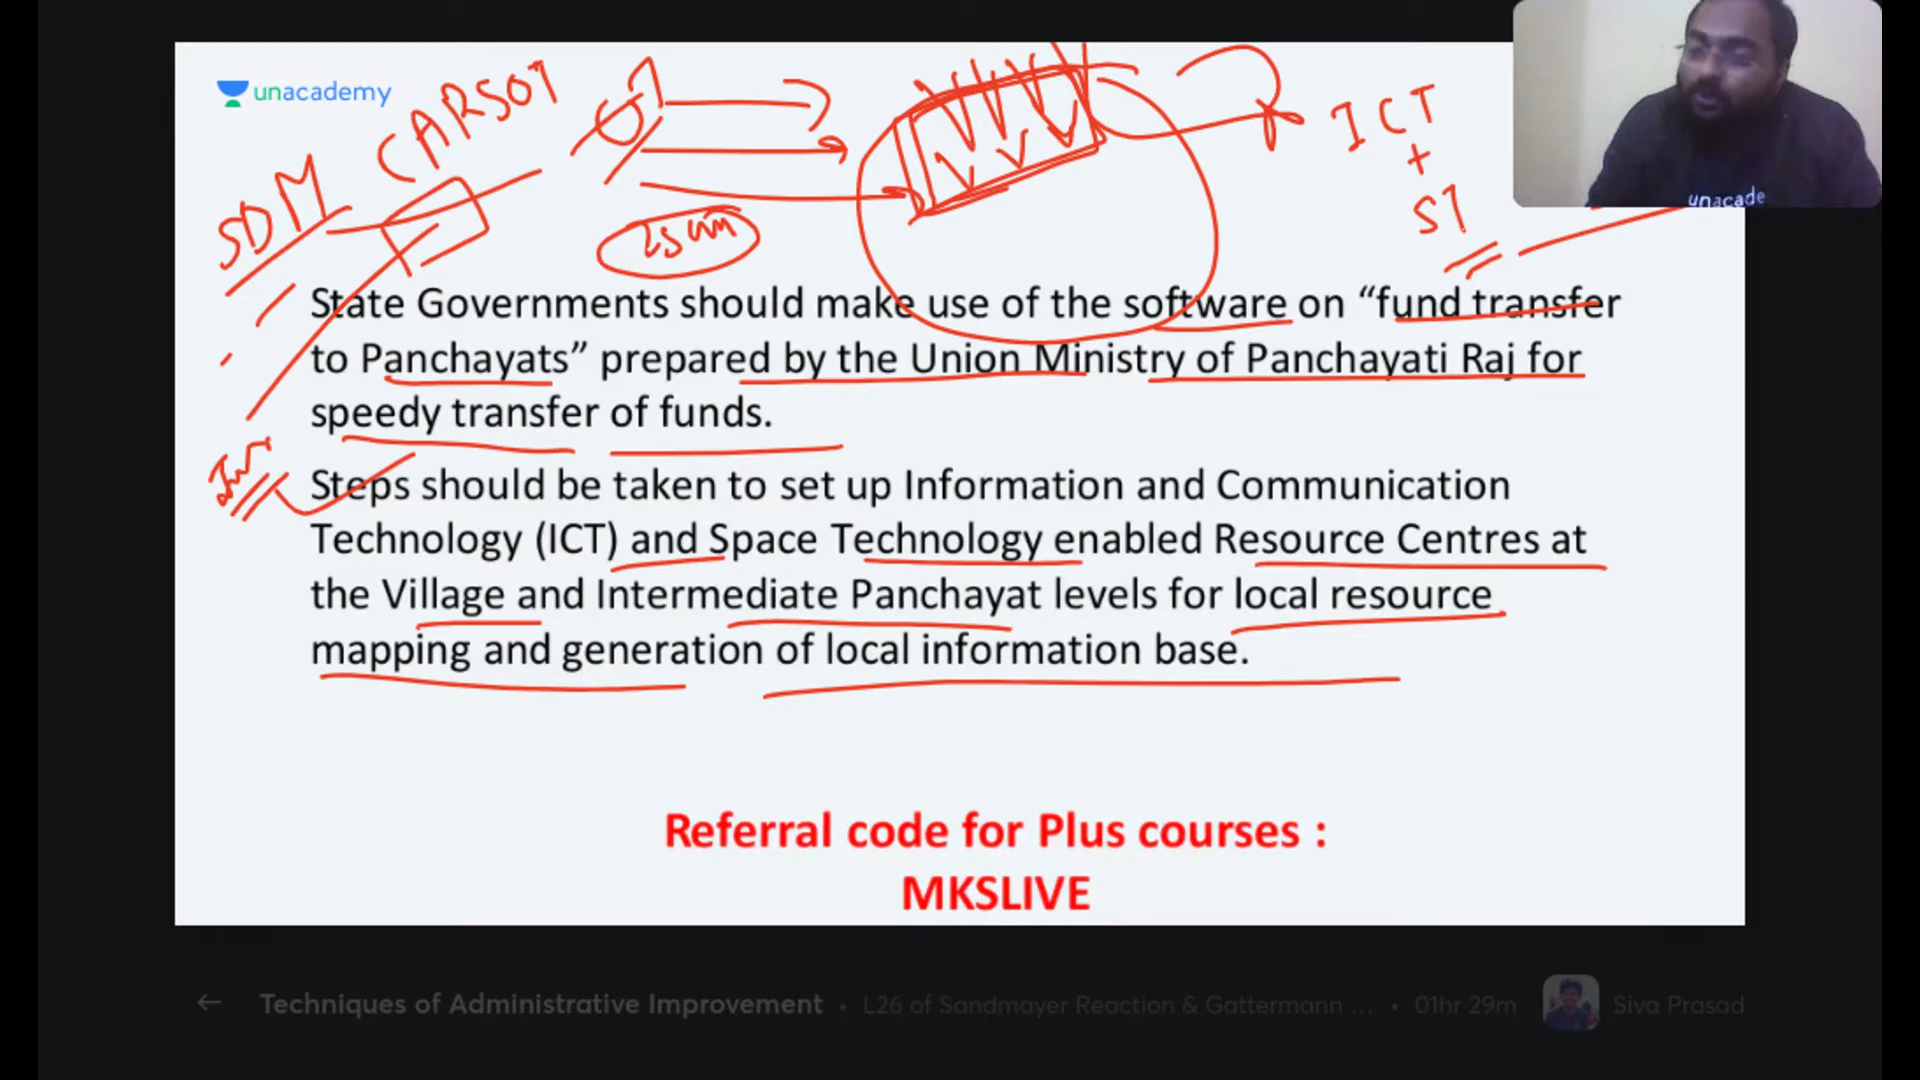 unacademy
SDM CARSOT
25 cm
ICT
+
ST
unacade
State Governments should make use of the software on “fund transfer
to Panchayats” prepared by the Union Ministry of Panchayati Raj for
speedy transfer of funds.
Steps should be taken to set up Information and Communication
Technology (ICT) and Space Technology enabled Resource Centres at
the Village and Intermediate Panchayat levels for local resource
mapping and generation of local information base.
Referral code for Plus courses :
MKSLIVE
Techniques of Administrative Improvement • L26 of Sandmayer Reaction & Gattermann ... • 01hr 29m Siva Prasad